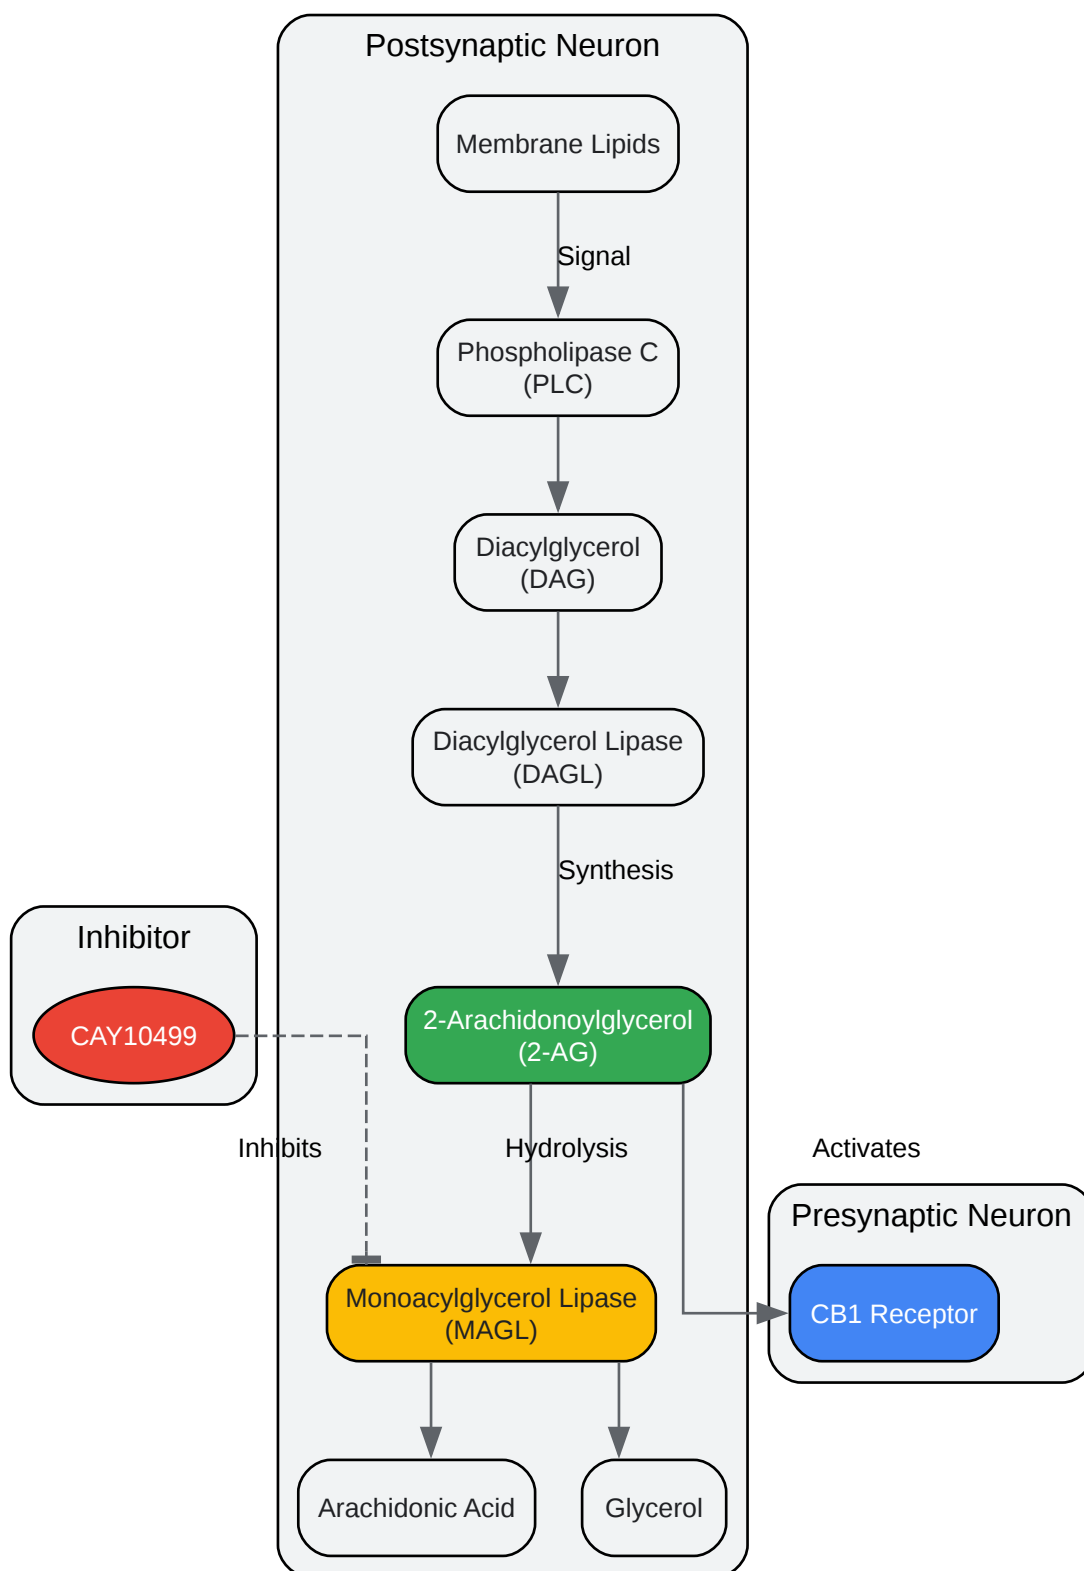 Postsynaptic Neuron
Membrane Lipids
Signal
Phospholipase C
(PLC)
Diacylglycerol
(DAG)
Diacylglycerol Lipase
(DAGL)
Synthesis
Inhibitor
CAY10499
2-Arachidonoylglycerol
(2-AG)
Inhibits
Hydrolysis
Activates
Presynaptic Neuron
Monoacylglycerol Lipase
(MAGL)
CB1 Receptor
Arachidonic Acid
Glycerol